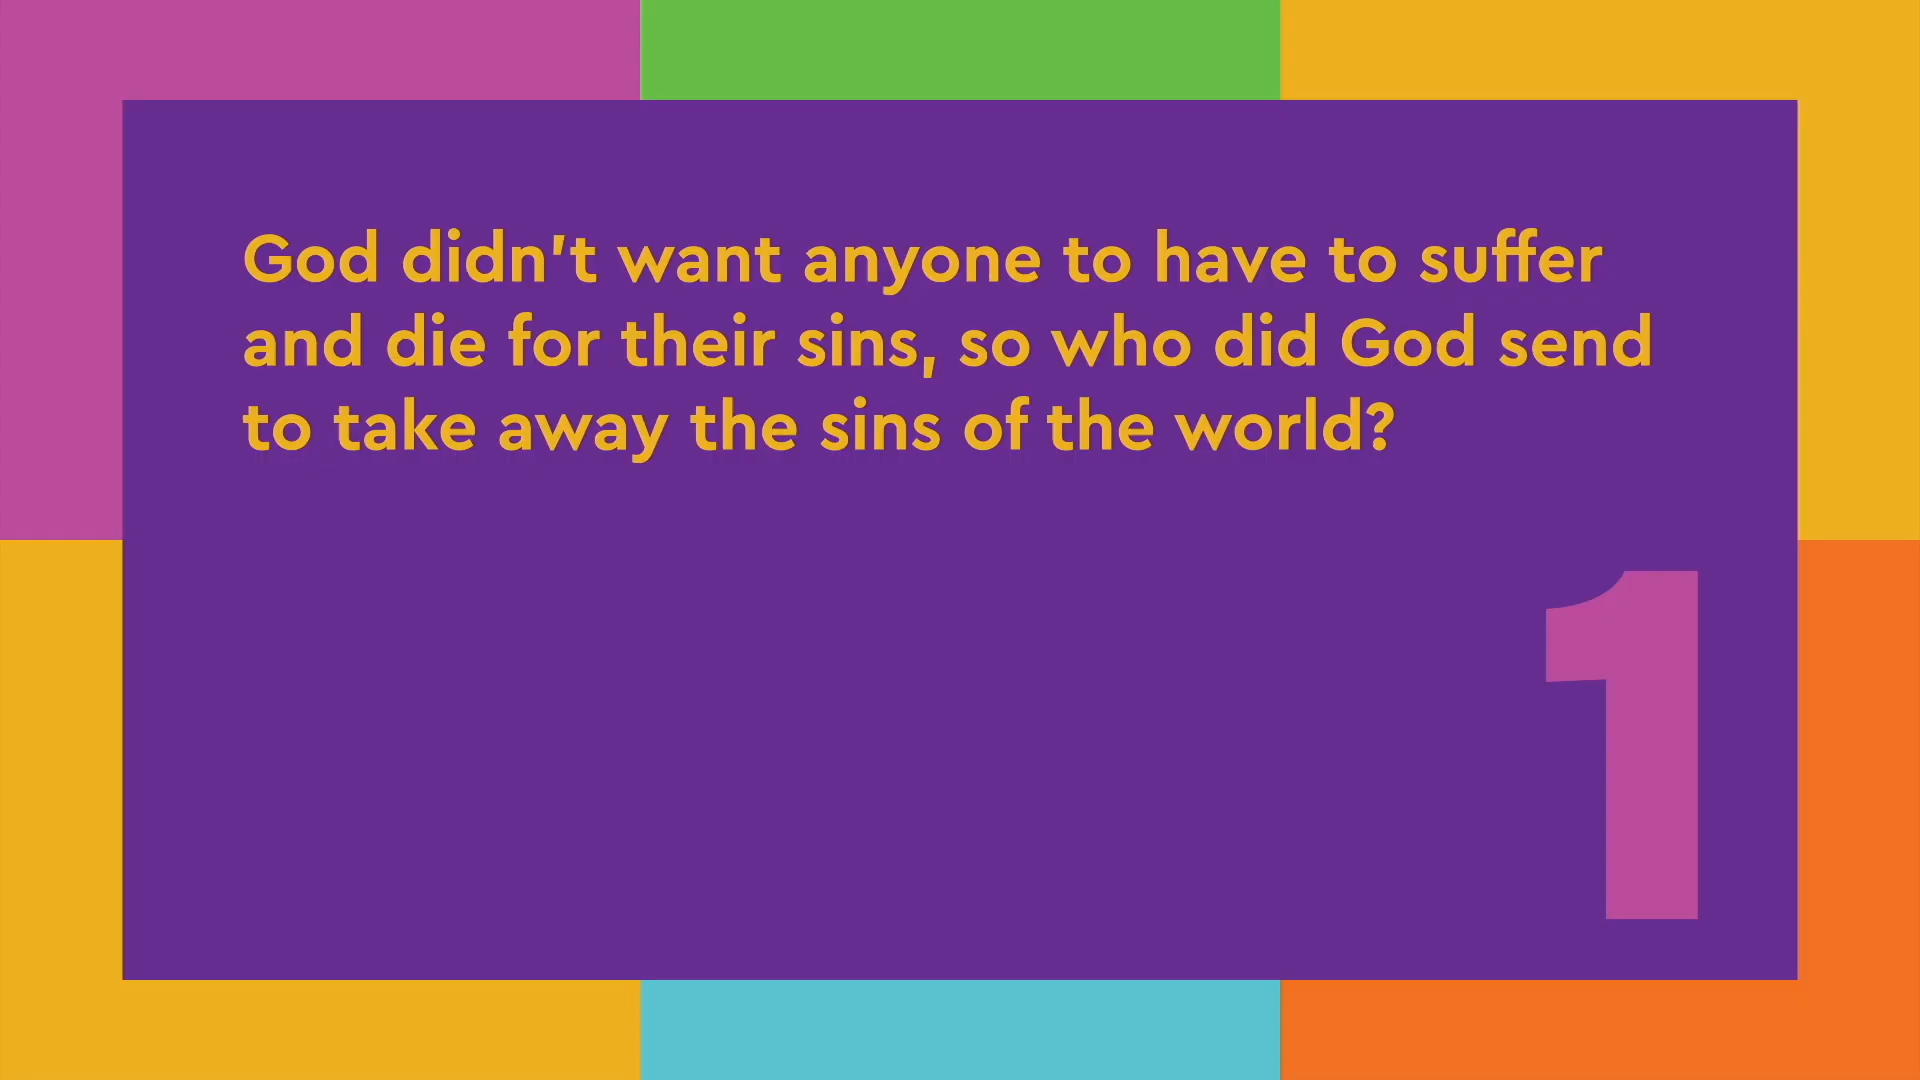 God didn't want anyone to have to suffer
and die for their sins, so who did God send
to take away the sins of the world?
1